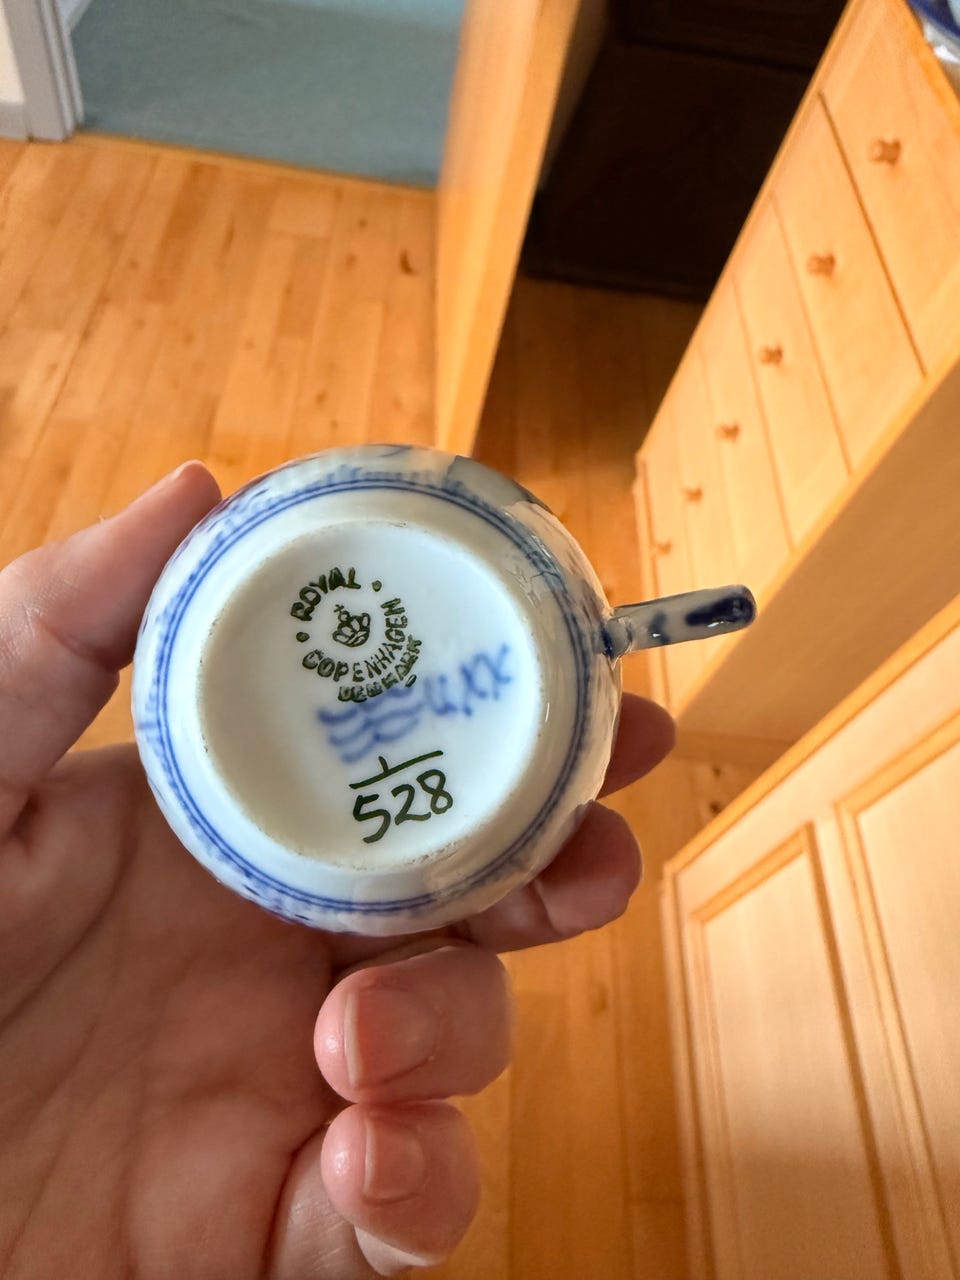 ROYAL
COPENHAGEN
DENMARK
1
528